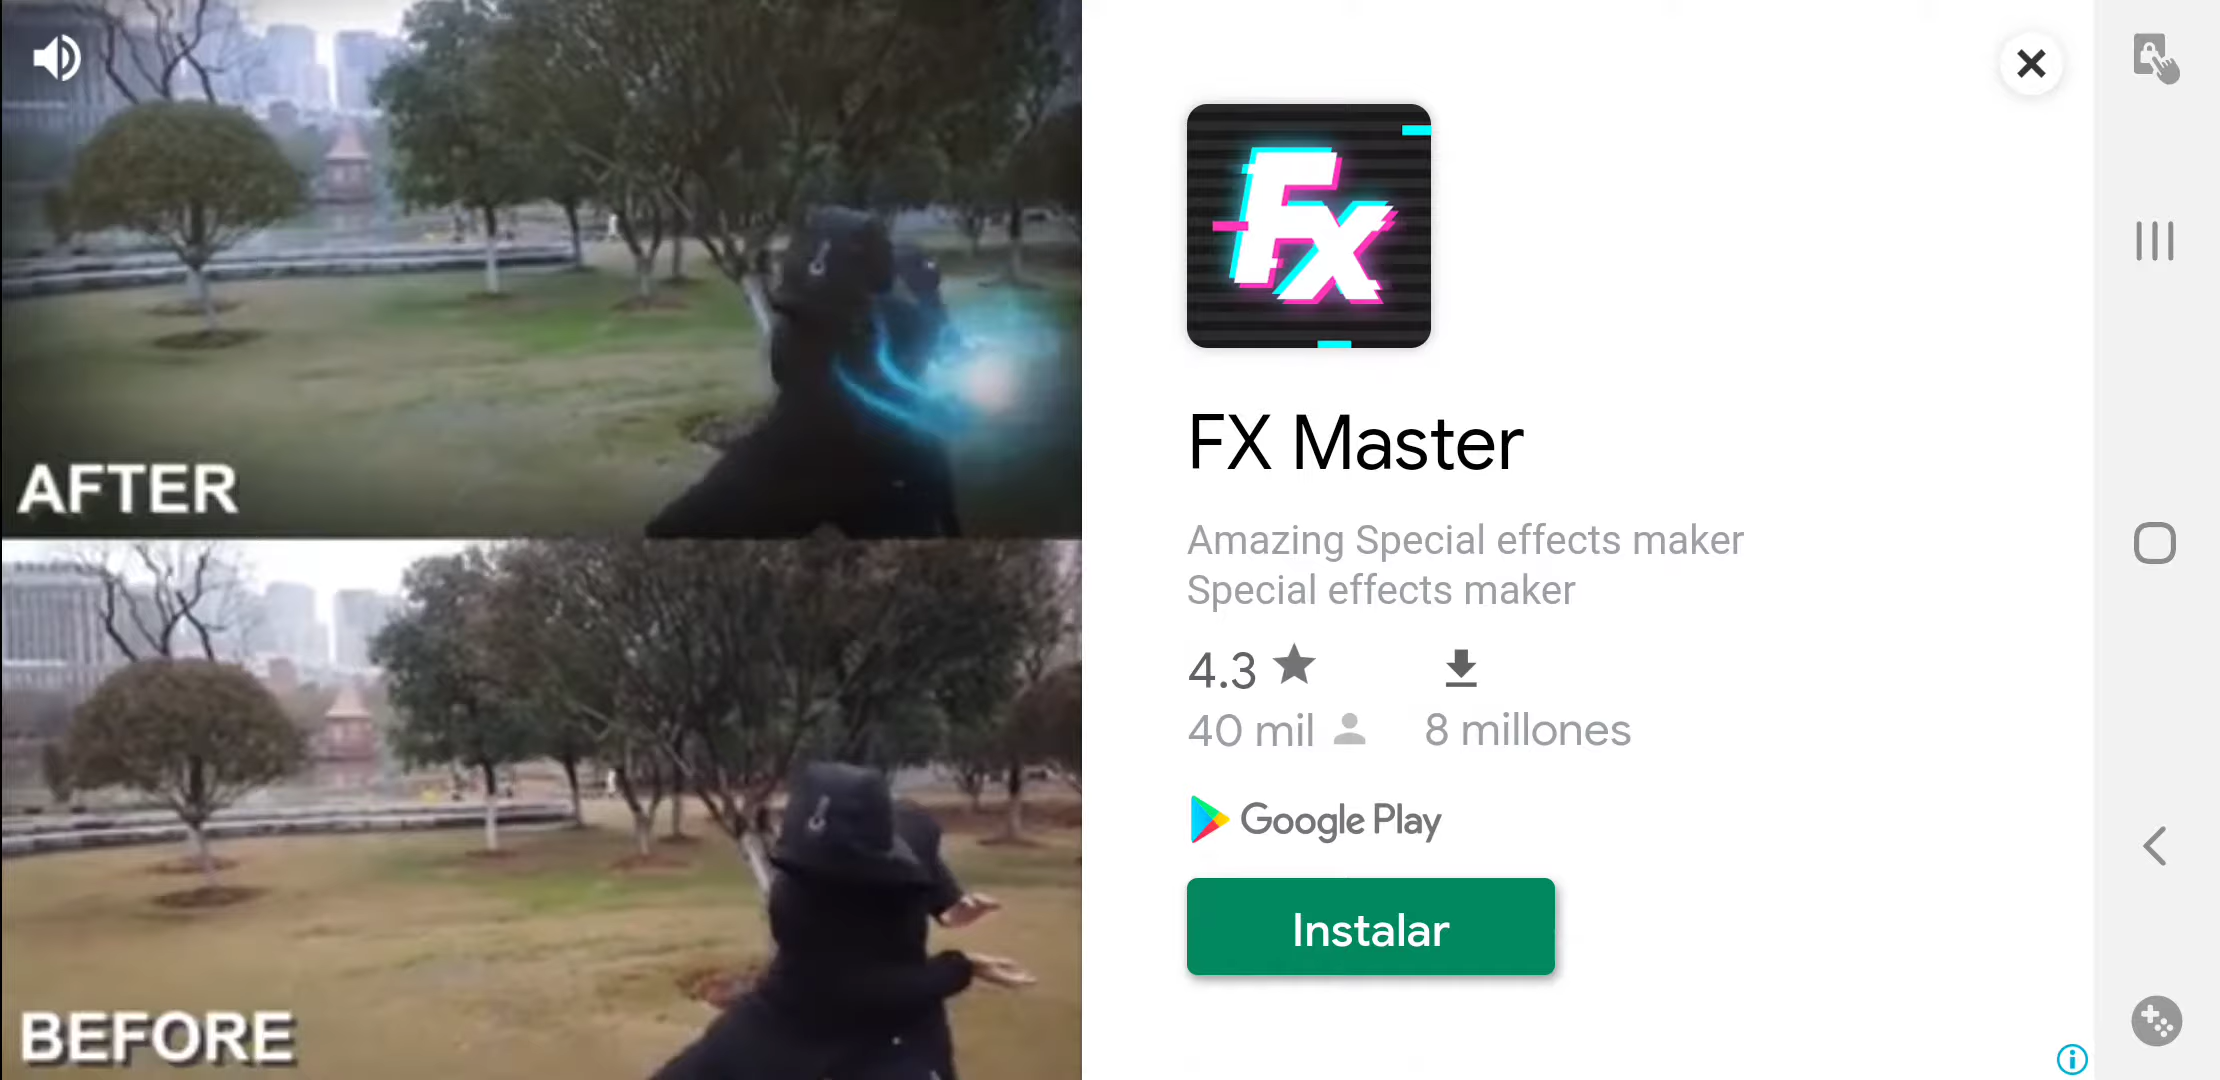 AFTER
BEFORE
Fx
FX Master
Amazing Special effects maker
Special effects maker
4.3
40 mil
8 millones
Google Play
Instalar